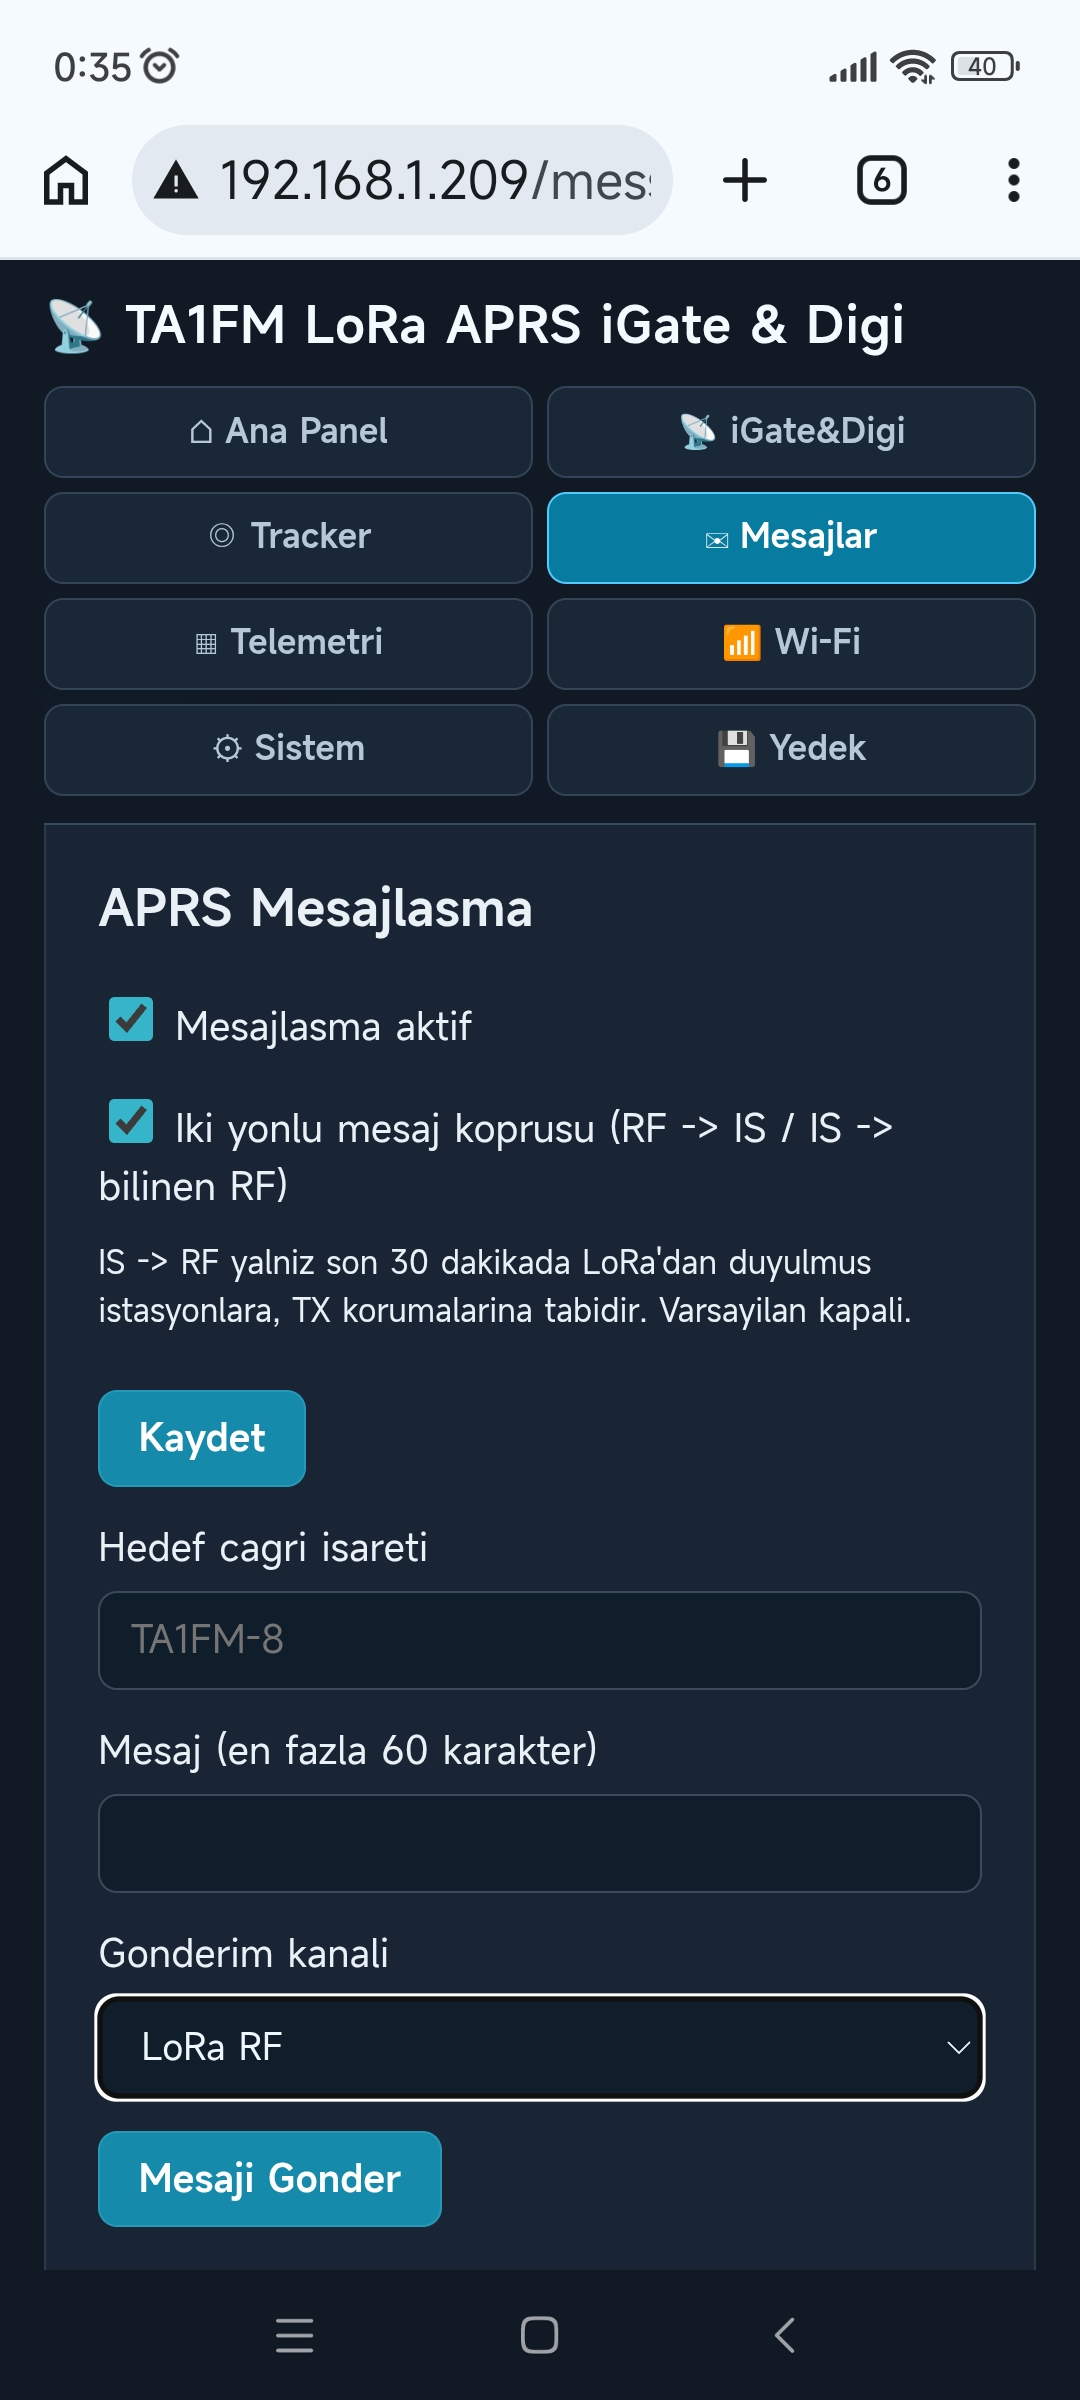 0:35
40
192.168.1.209/mes
6
TA1FM LoRa APRS iGate & Digi
Ana Panel
iGate&Digi
Tracker
Mesajlar
Telemetri
Wi-Fi
Sistem
Yedek
APRS Mesajlasma
Mesajlasma aktif
Iki yonlu mesaj koprusu (RF -> IS / IS ->
bilinen RF)
IS -> RF yalniz son 30 dakikada LoRa'dan duyulmus
istasyonlara, TX korumalarina tabidir. Varsayilan kapali.
Kaydet
Hedef cagri isareti
TA1FM-8
Mesaj (en fazla 60 karakter)
Gonderim kanali
LoRa RF
Mesaji Gonder